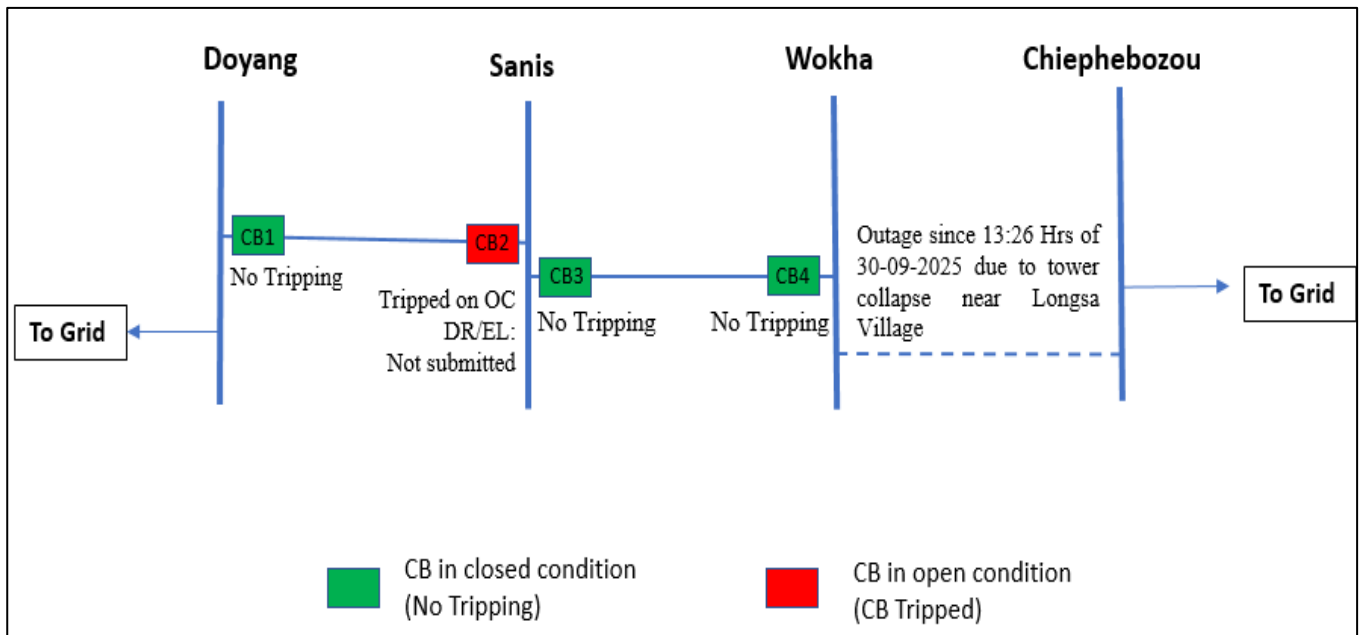 Doyang
Sanis
Wokha
Chiephebozou
CB1
No Tripping
CB2
Tripped on OC
DR/EL:
Not submitted
CB3
No Tripping
CB4
No Tripping
Outage since 13:26 Hrs of
30-09-2025 due to tower
collapse near Longsa
Village
To Grid
To Grid
CB in closed condition
(No Tripping)
CB in open condition
(CB Tripped)